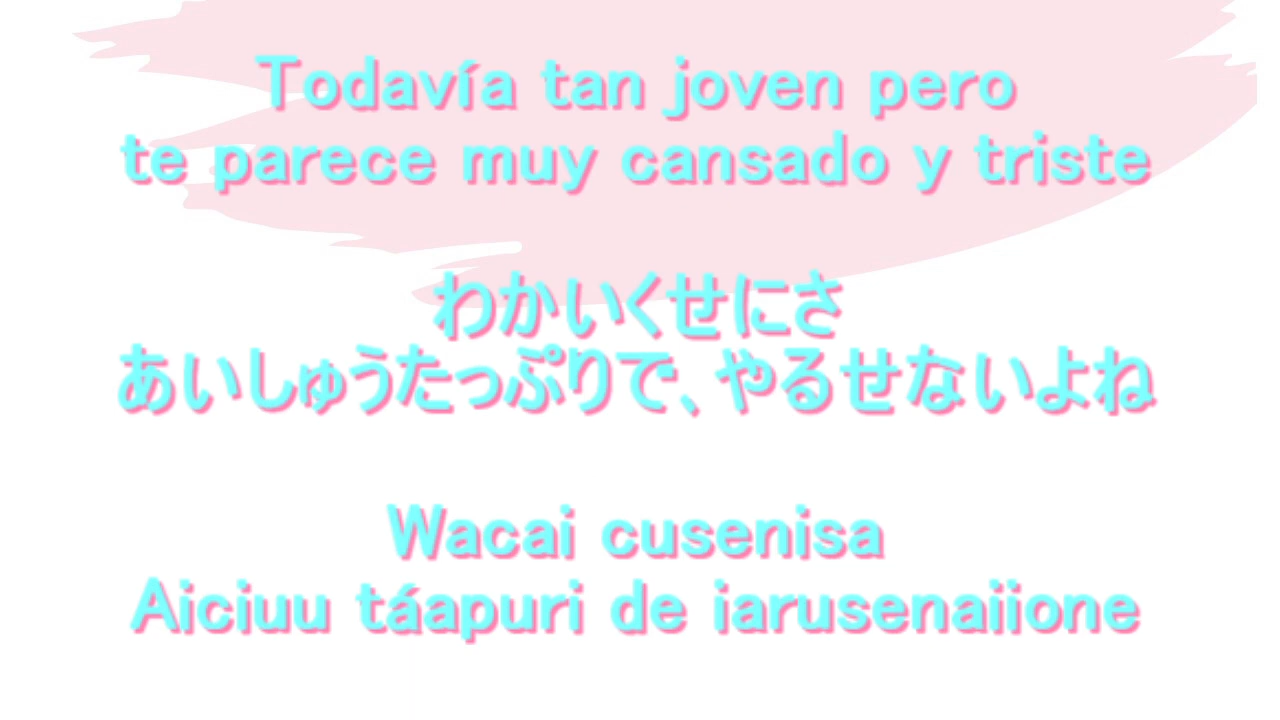 Todavía tan joven pero
te parece muy cansado y triste
わかいくせにさ
あいしゅうたっぷりで、やるせないよね
Wacai cusenisa
Aiciuu táapuri de iarusenaiione